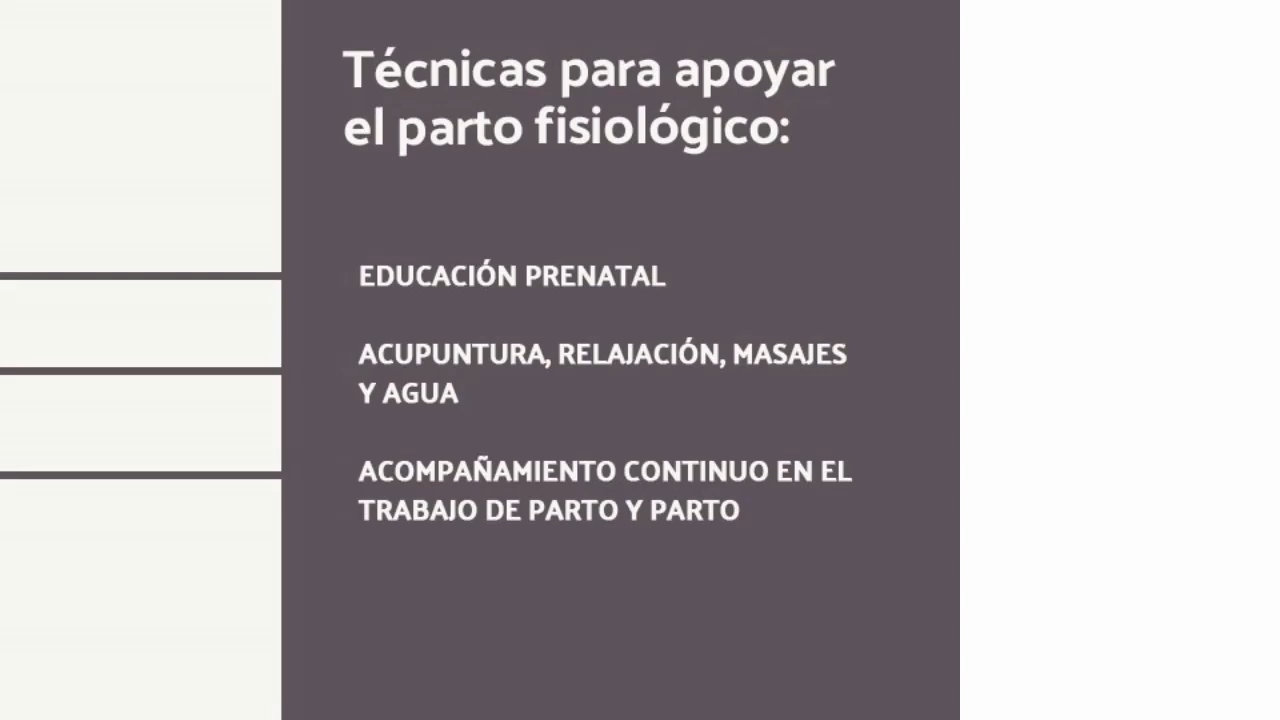 Técnicas para apoyar
el parto fisiológico:
EDUCACIÓN PRENATAL
ACUPUNTURA, RELAJACIÓN, MASAJES
Y AGUA
ACOMPAÑAMIENTO CONTINUO EN EL
TRABAJO DE PARTO Y PARTO